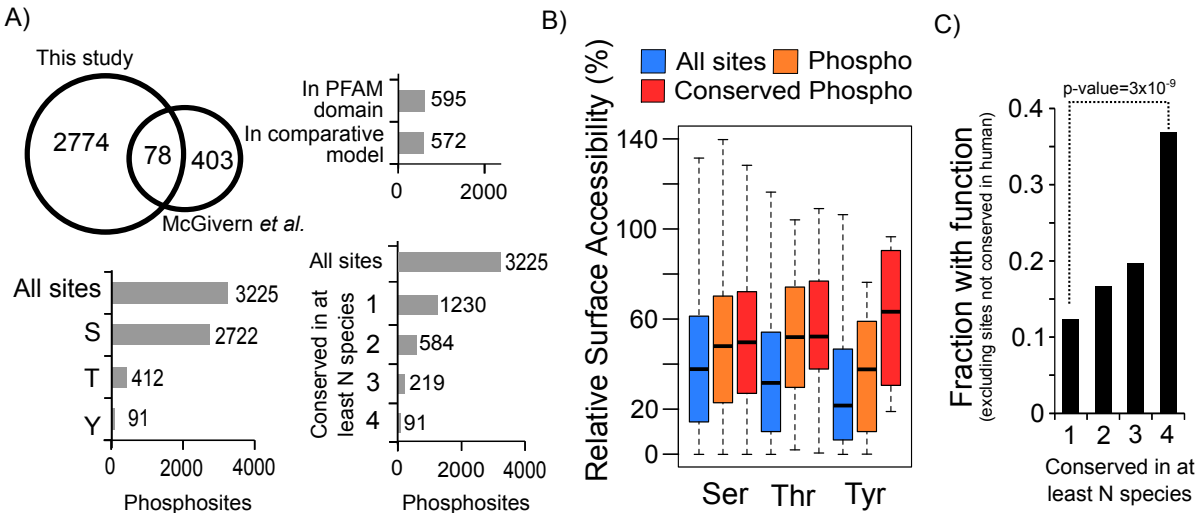 A)
This study
2774
78
403
McGivern et al.
In PFAM
domain
595
In comparative
model
572
0
2000
All sites
3225
S
2722
T
412
Y
91
0
2000
4000
Phosphosites
Conserved in at
least N species
All sites
3225
1
1230
2
584
3
219
4
91
0
2000
4000
Phosphosites
B)
All sites
Phospho
Conserved Phospho
Relative Surface Accessibility (%)
140
100
60
20
0
Ser
Thr
Tyr
C)
p-value=3x10-9
Fraction with function
(excluding sites not conserved in human)
0.4
0.3
0.2
0.1
0
1
2
3
4
Conserved in at
least N species